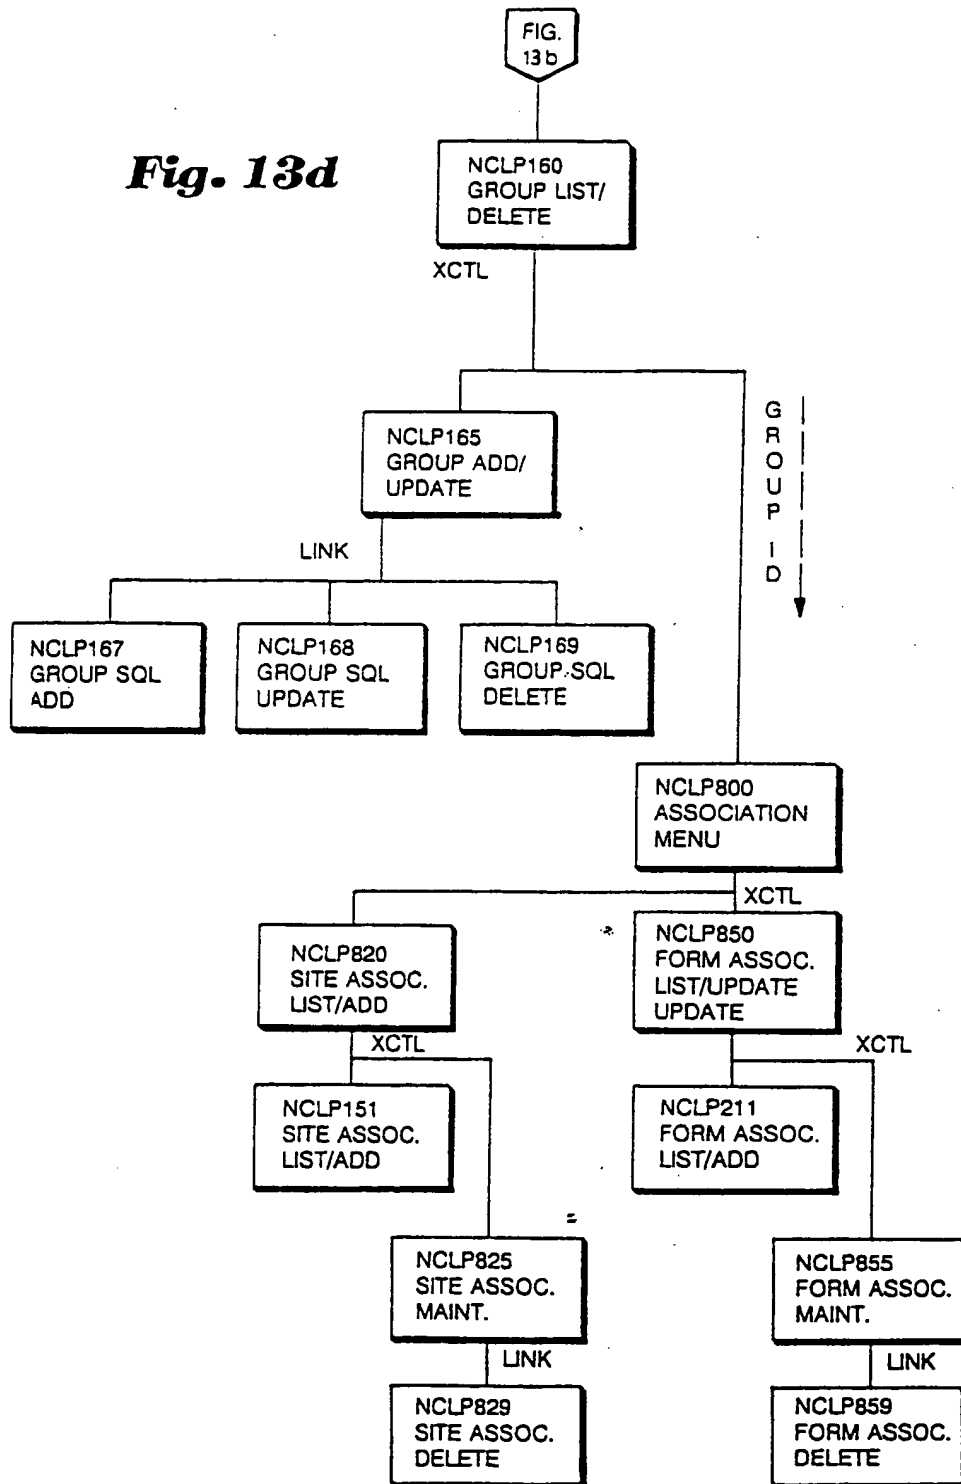 FIG.
13b
Fig. 13d
NCLP160
GROUP LIST/
DELETE
XCTL
NCLP165
GROUP ADD/
UPDATE
GROUP ID
LINK
NCLP167
GROUP SQL
ADD
NCLP168
GROUP SQL
UPDATE
NCLP169
GROUP SQL
DELETE
NCLP800
ASSOCIATION
MENU
XCTL
NCLP820
SITE ASSOC.
LIST/ADD
NCLP850
FORM ASSOC.
LIST/UPDATE
UPDATE
XCTL
XCTL
NCLP151
SITE ASSOC.
LIST/ADD
NCLP211
FORM ASSOC.
LIST/ADD
NCLP825
SITE ASSOC.
MAINT.
NCLP855
FORM ASSOC.
MAINT.
LINK
LINK
NCLP829
SITE ASSOC.
DELETE
NCLP859
FORM ASSOC.
DELETE